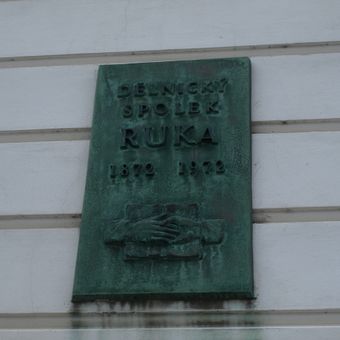 DĚLNICKÝ
SPOLEK
RUKA
1872 1972